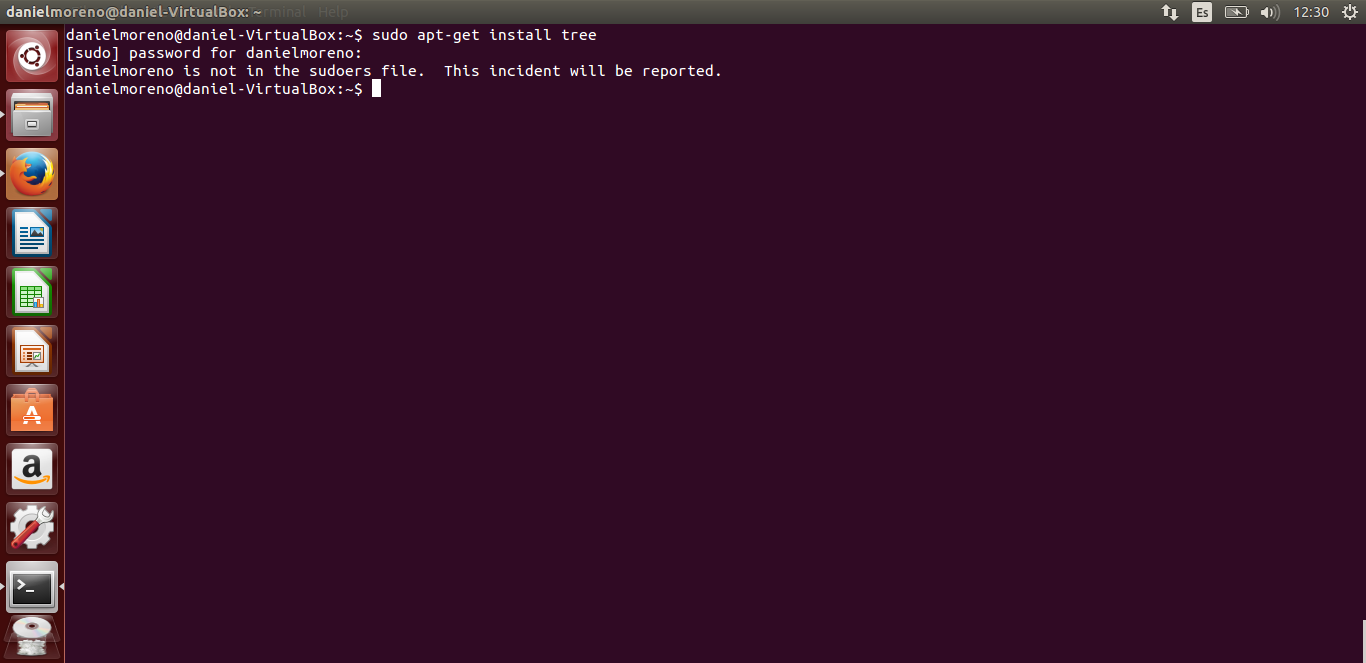 danielmoreno@daniel-VirtualBox: ~ Terminal Help
Es
12:30
danielmoreno@daniel-VirtualBox:~$ sudo apt-get install tree
[sudo] password for danielmoreno:
danielmoreno is not in the sudoers file.  This incident will be reported.
danielmoreno@daniel-VirtualBox:~$